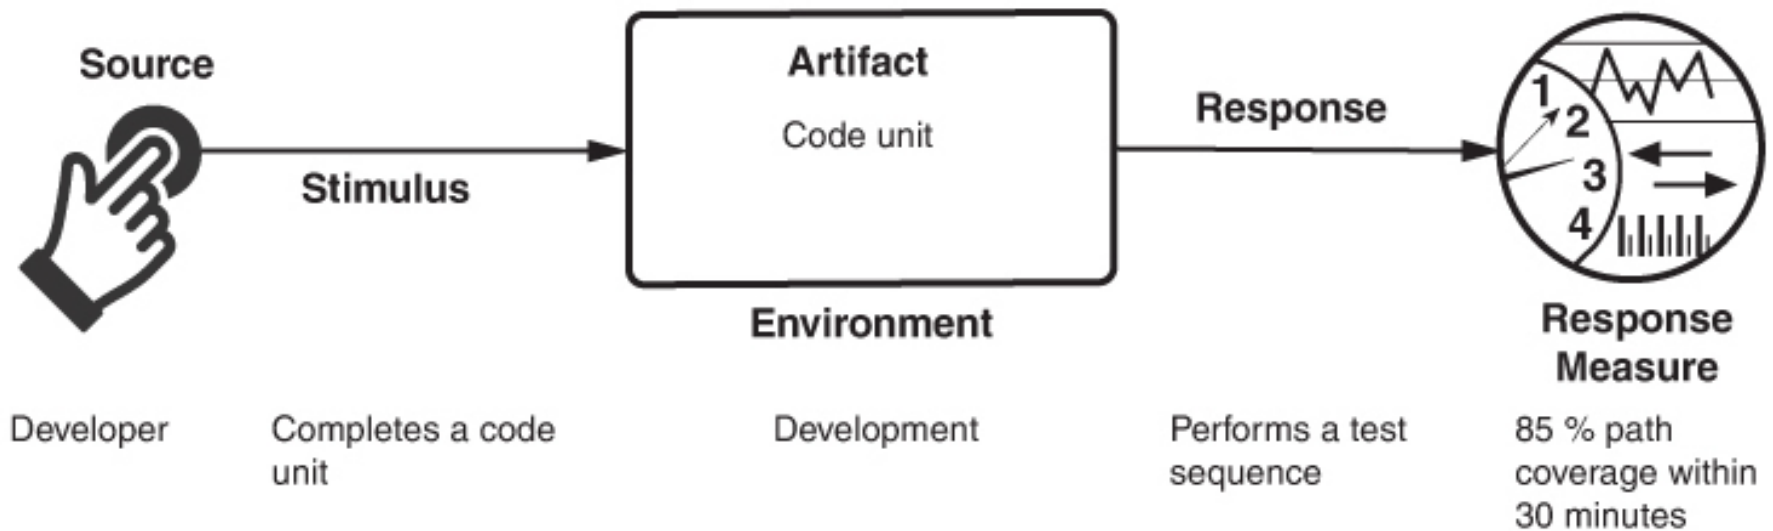 Source
Stimulus
Artifact
Code unit
Environment
Response
1
2
3
4
Response
Measure
Developer
Completes a code
unit
Development
Performs a test
sequence
85 % path
coverage within
30 minutes